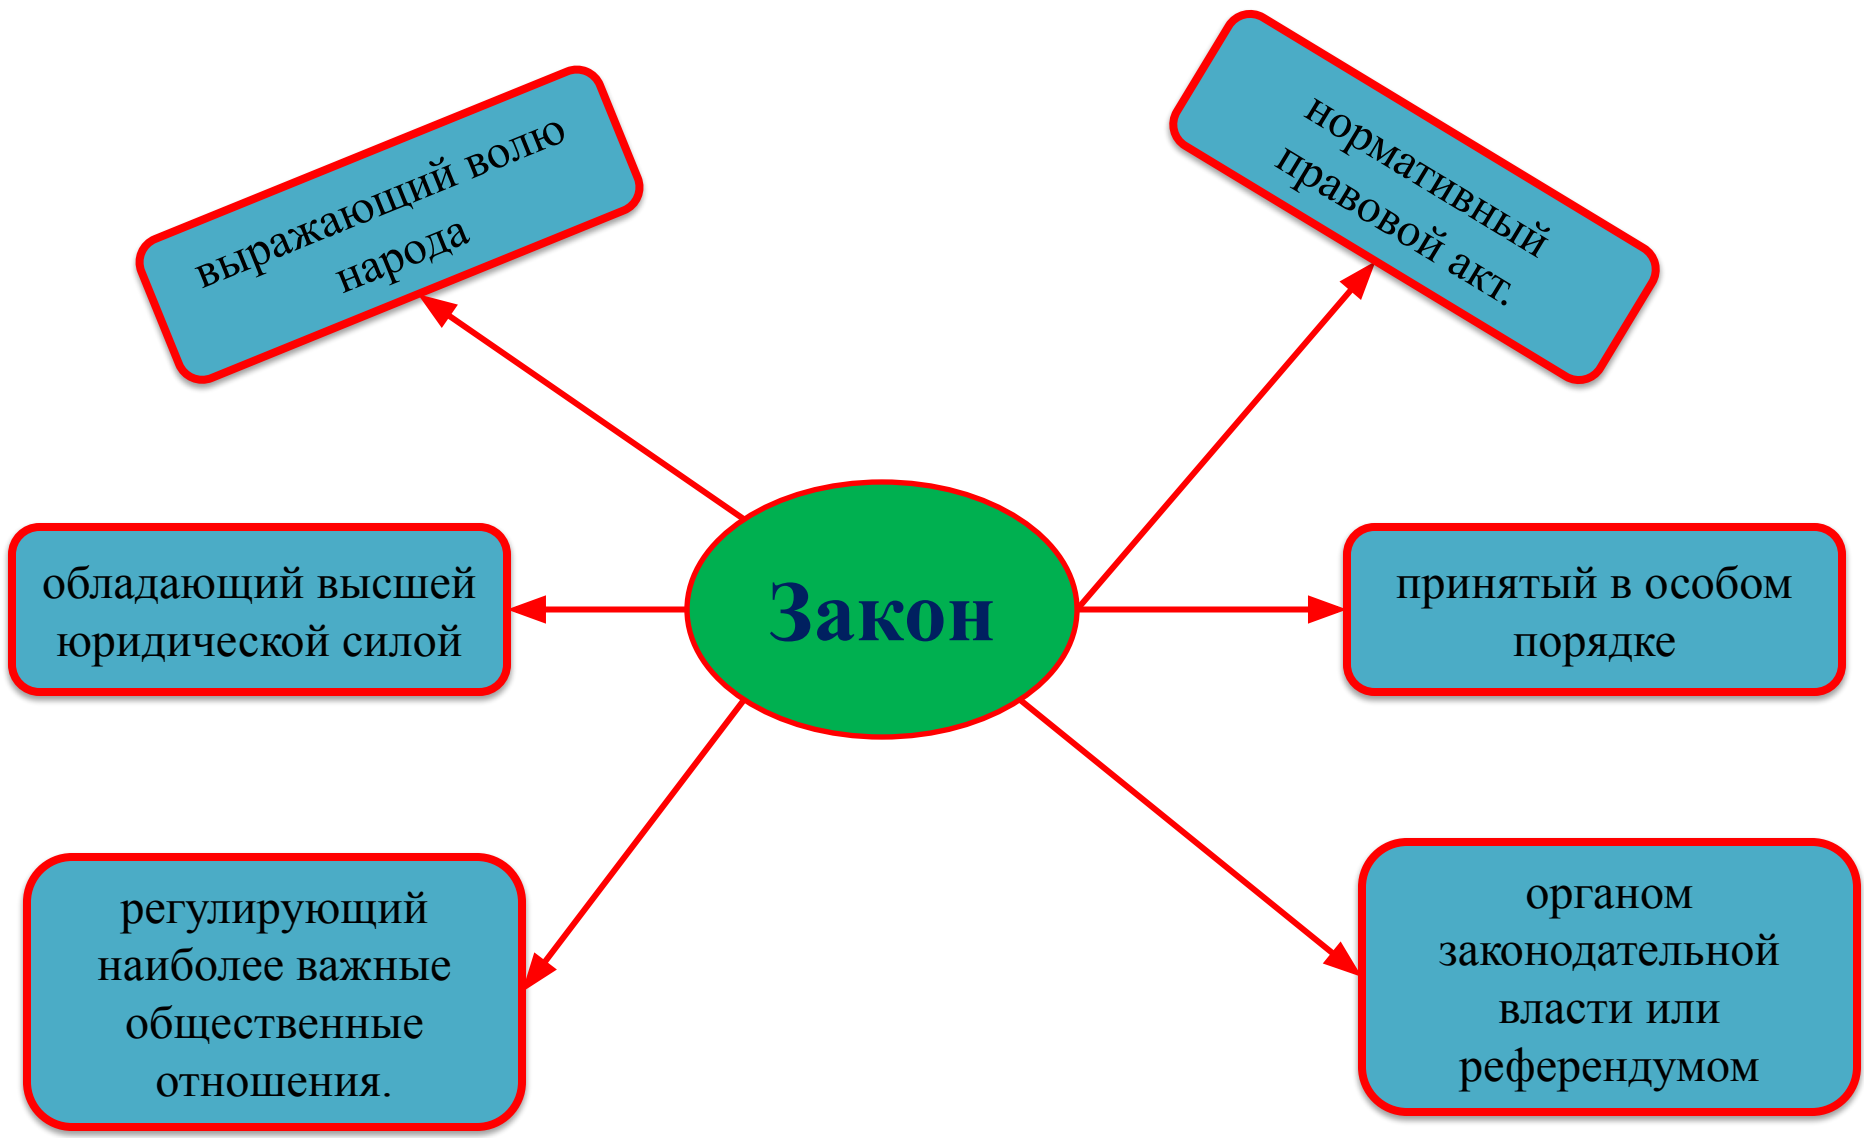 выражающий волю
народа
нормативный
правовой акт.
обладающий высшей
юридической силой
Закон
принятый в особом
порядке
регулирующий
наиболее важные
общественные
отношения.
органом
законодательной
власти или
референдумом